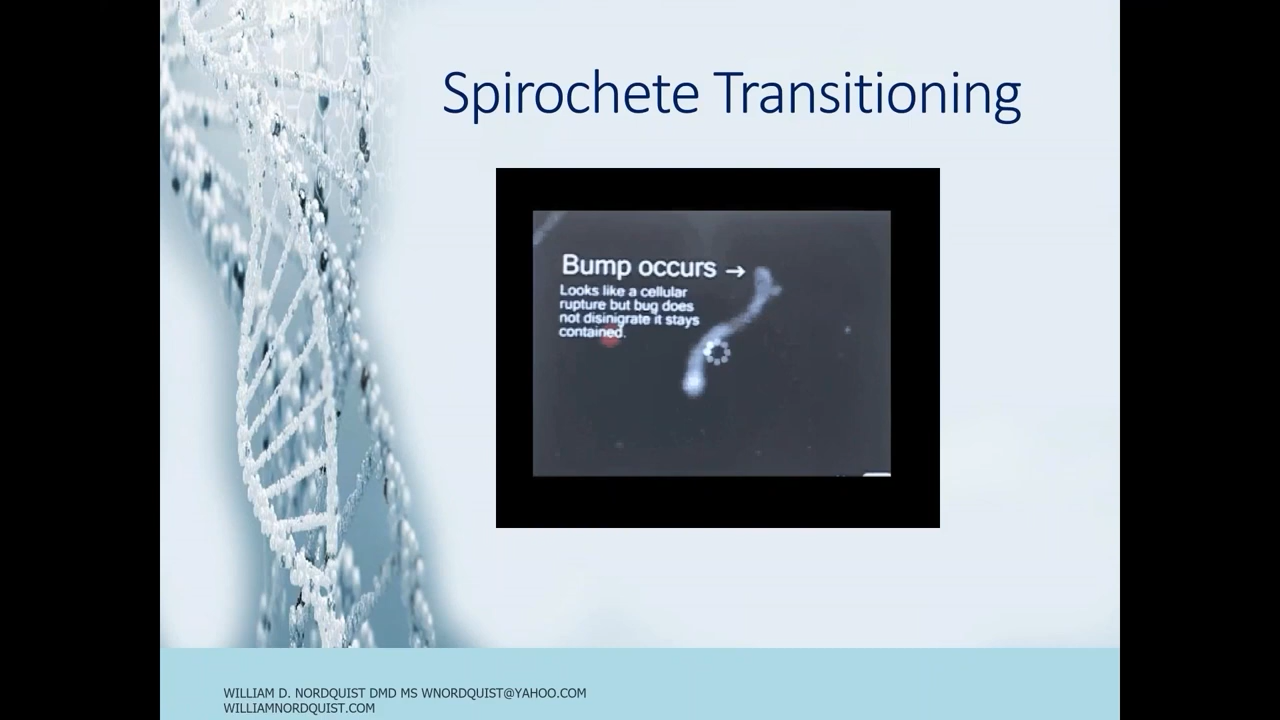 Spirochete Transitioning
Bump occurs →
Looks like a cellular
rupture but bug does
not disinigrate it stays
contained.
WILLIAM D. NORDQUIST DMD MS WNORDQUIST@YAHOO.COM
WILLIAMNORDQUIST.COM